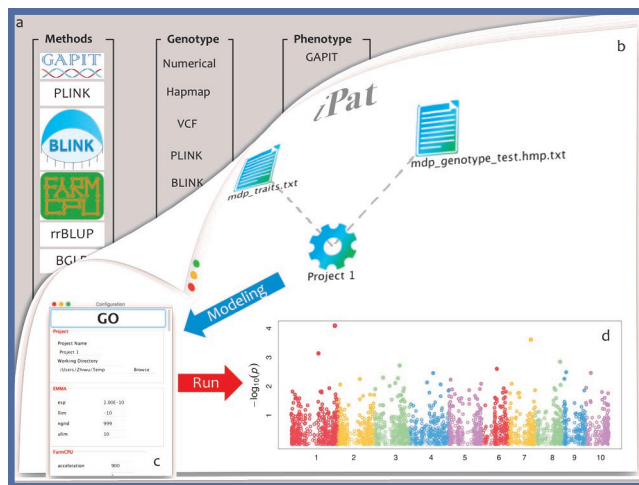 a
Methods
GAPIT
PLINK
BLINK
FARM
CPU
rrBLUP
Genotype
Numerical
Hapmap
VCF
PLINK
BLINK
Phenotype
GAPIT
b
iPat
mdp_traits.txt
mdp_genotype_test.hmp.txt
Project 1
Modeling
Configuration
GO
Project
Project Name
Project 1
Working Directory
/Users/Zhiwu/Temp
Browse
EMMA
esp 1.00E-10
llim -10
ngrid 999
ulim 10
FarmCPU
acceleration 900
c
Run
d
−log10(p)
4
3
2
1
1 2 3 4 5 6 7 8 9 10